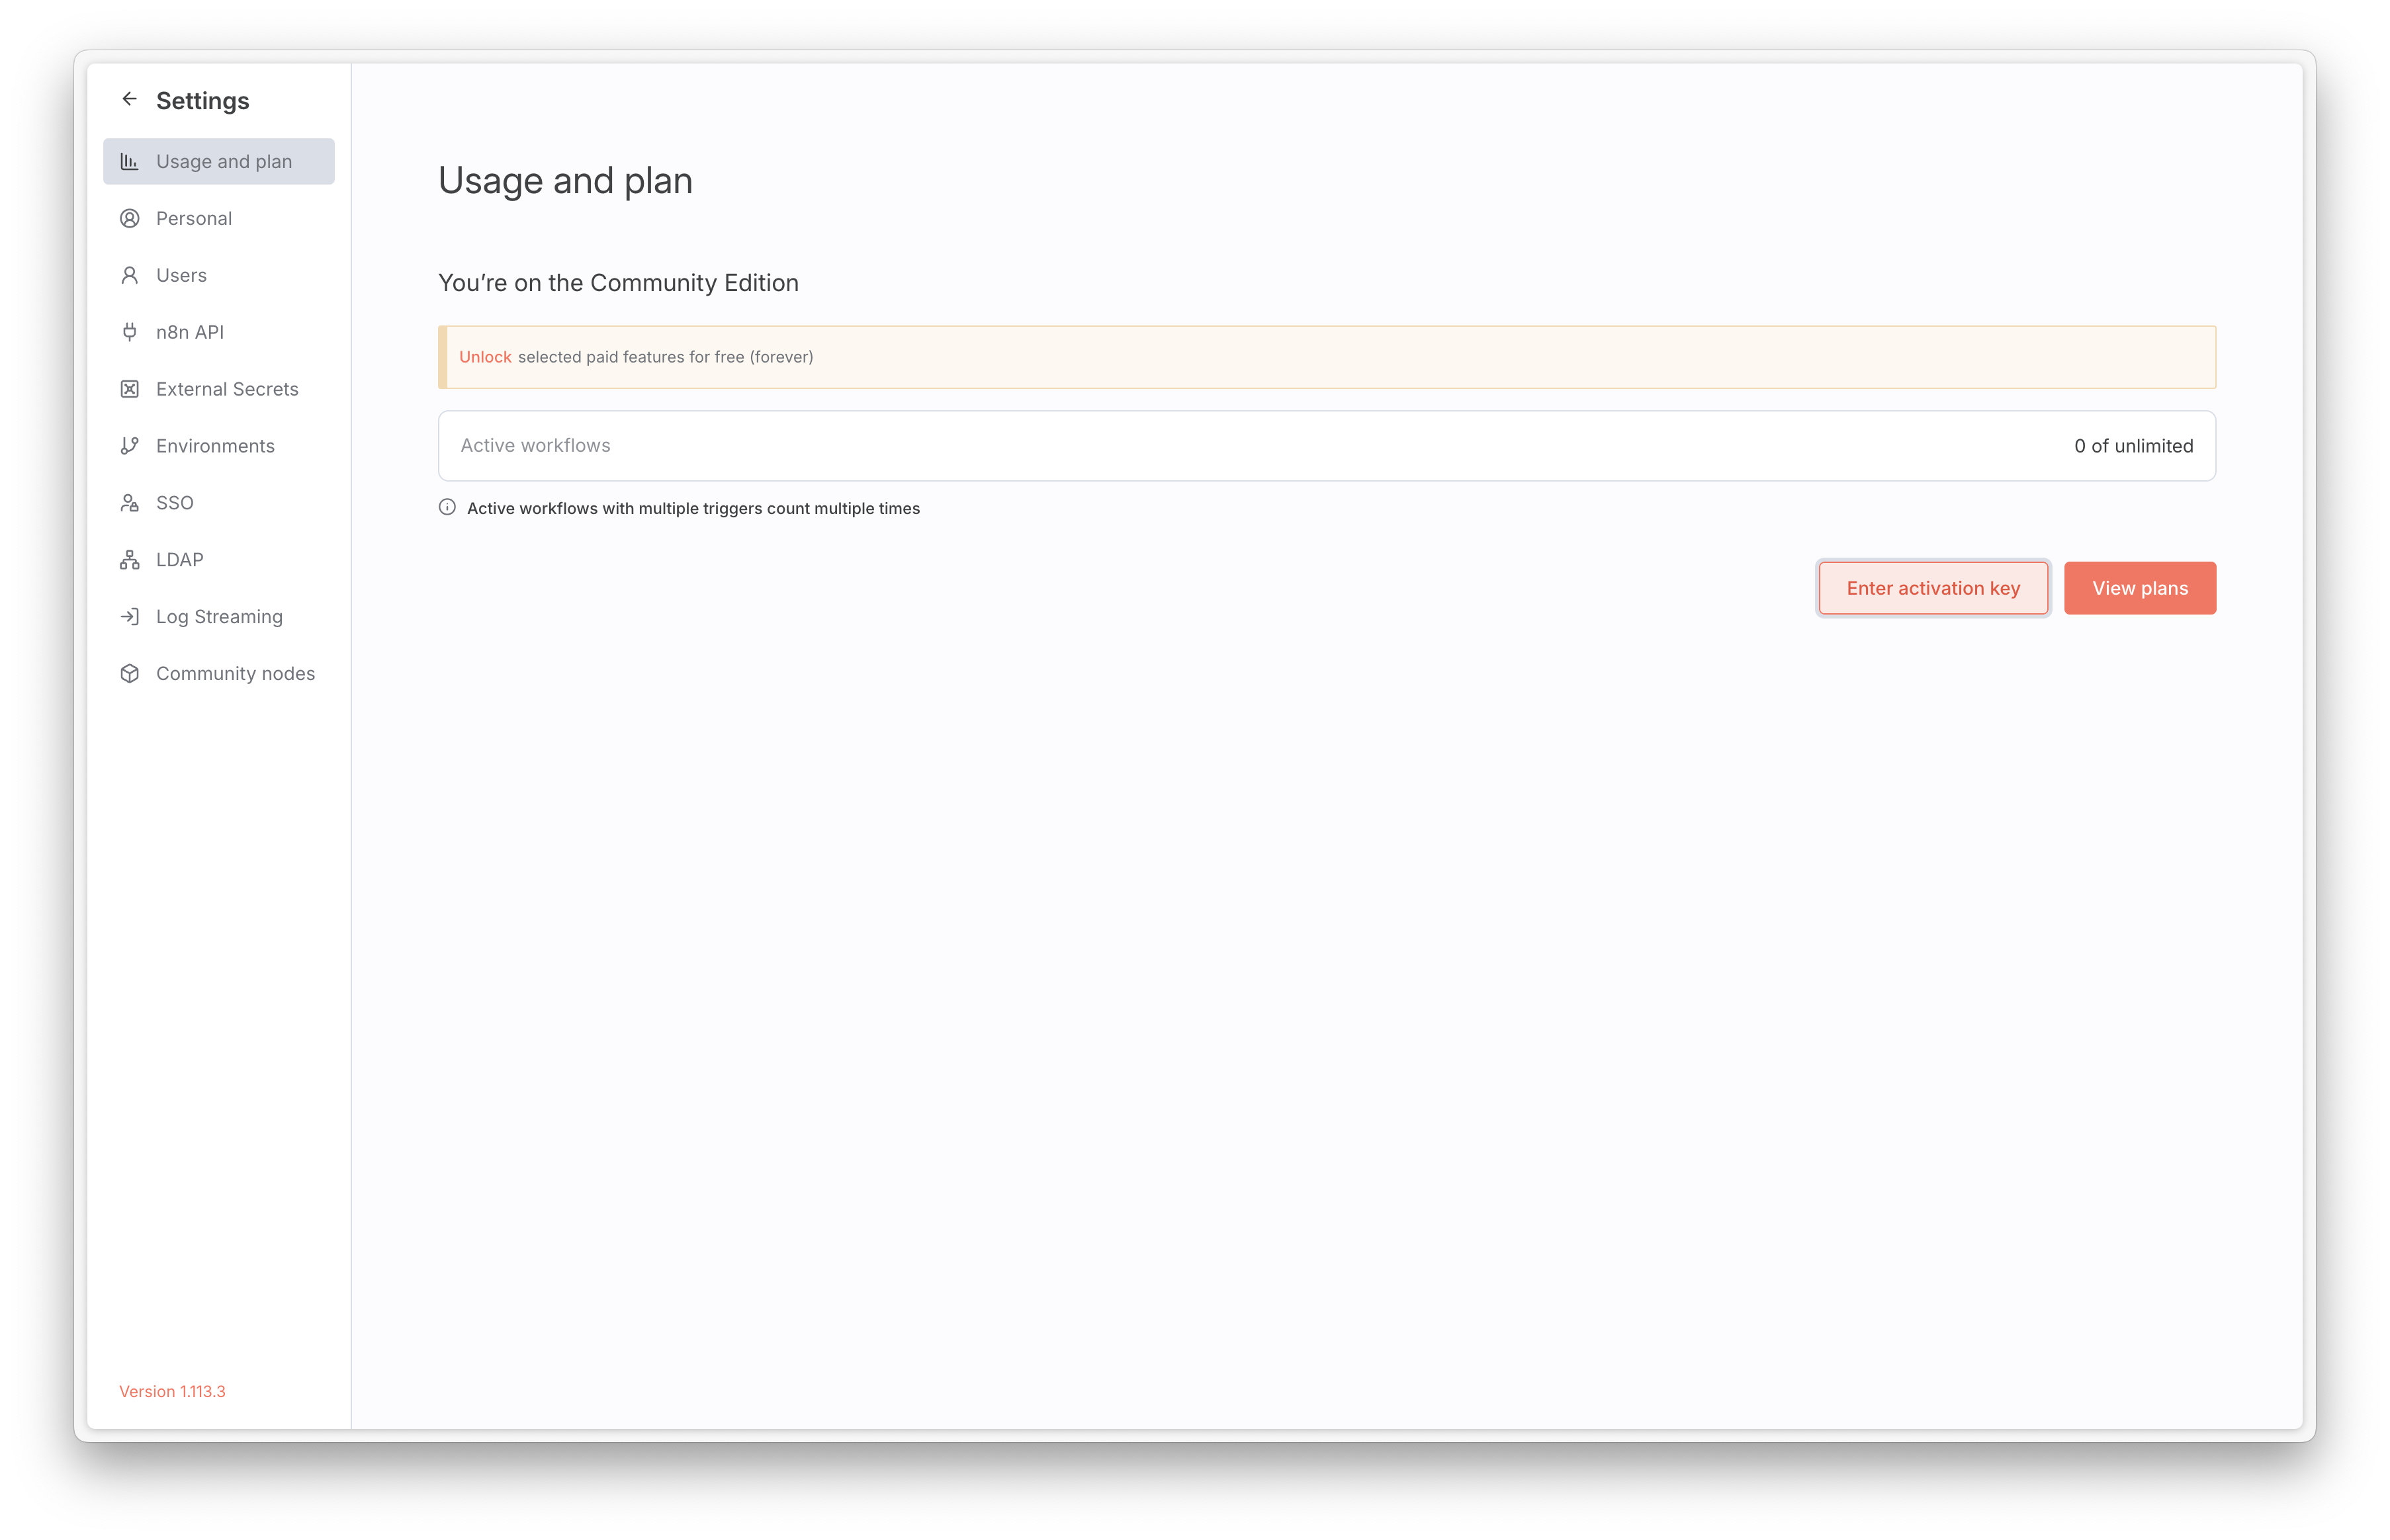 Settings
Usage and plan
Personal
Users
n8n API
External Secrets
Environments
SSO
LDAP
Log Streaming
Community nodes
Version 1.113.3
Usage and plan
You’re on the Community Edition
Unlock selected paid features for free (forever)
Active workflows 0 of unlimited
Active workflows with multiple triggers count multiple times
Enter activation key View plans